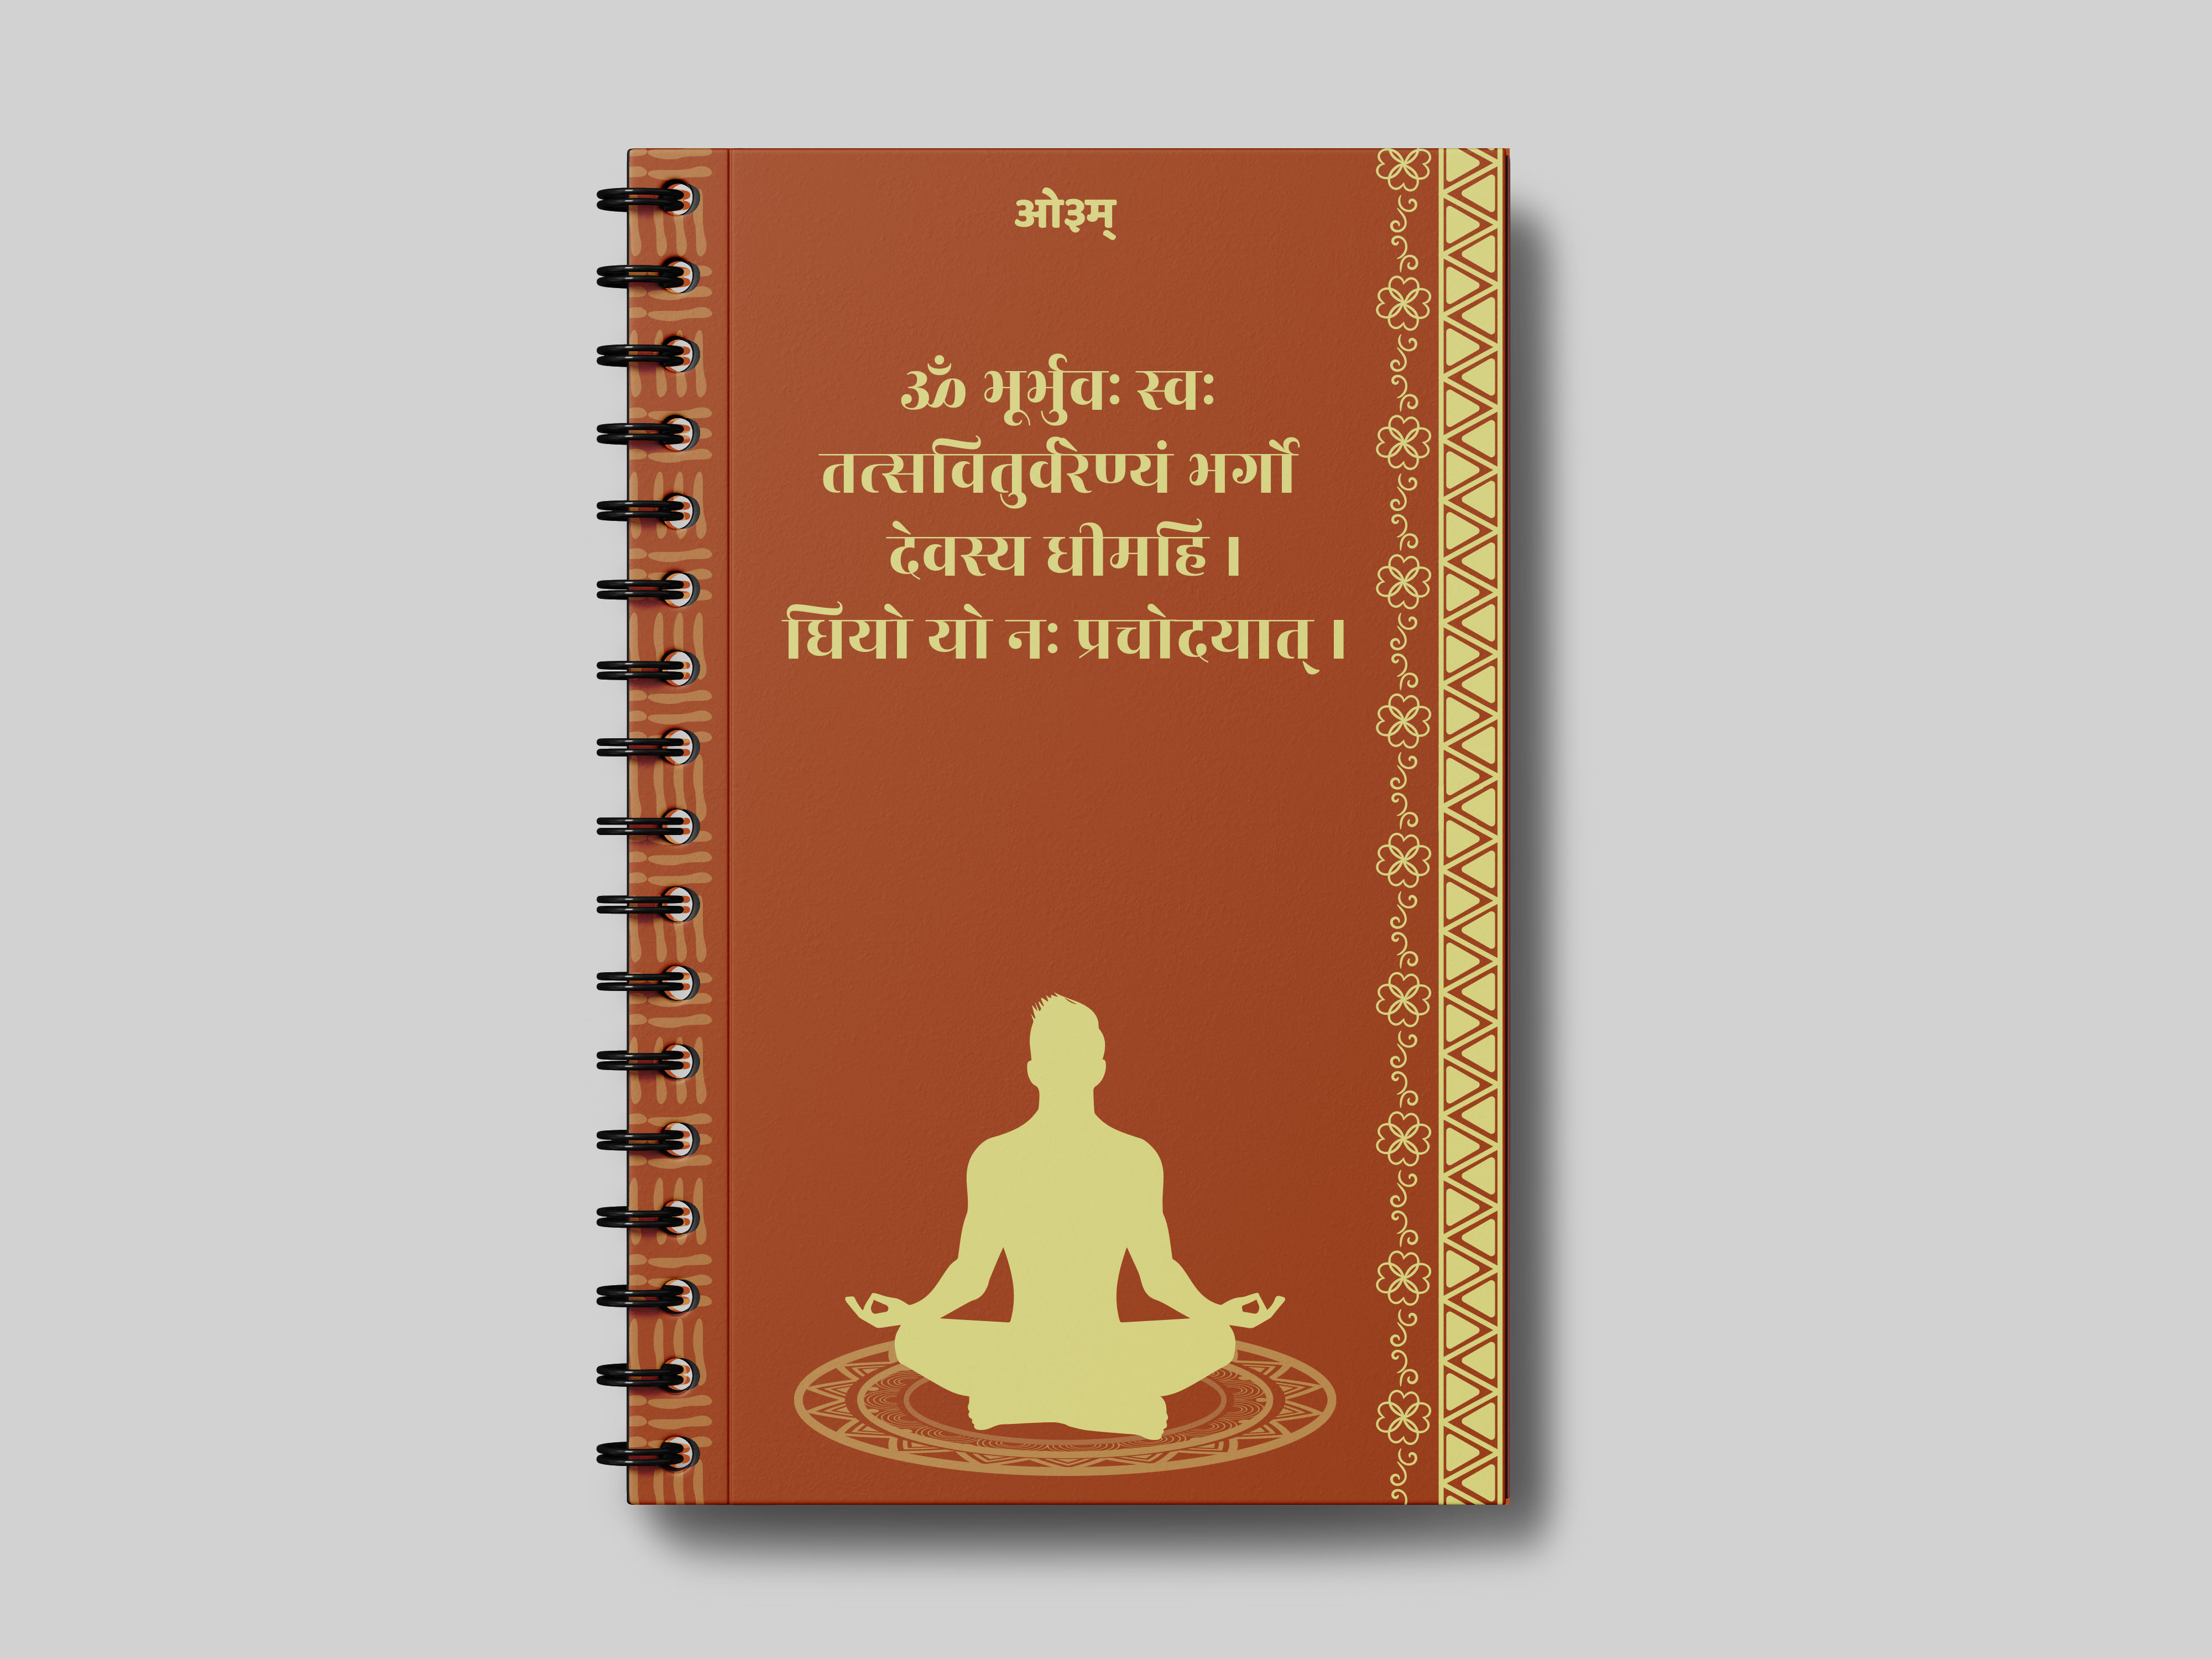 ओ३म्
ॐ भूर्भुवः स्वः
तत्सवितुर्वरेण्यं भर्गो
देवस्य धीमहि ।
धियो यो नः प्रचोदयात् ।